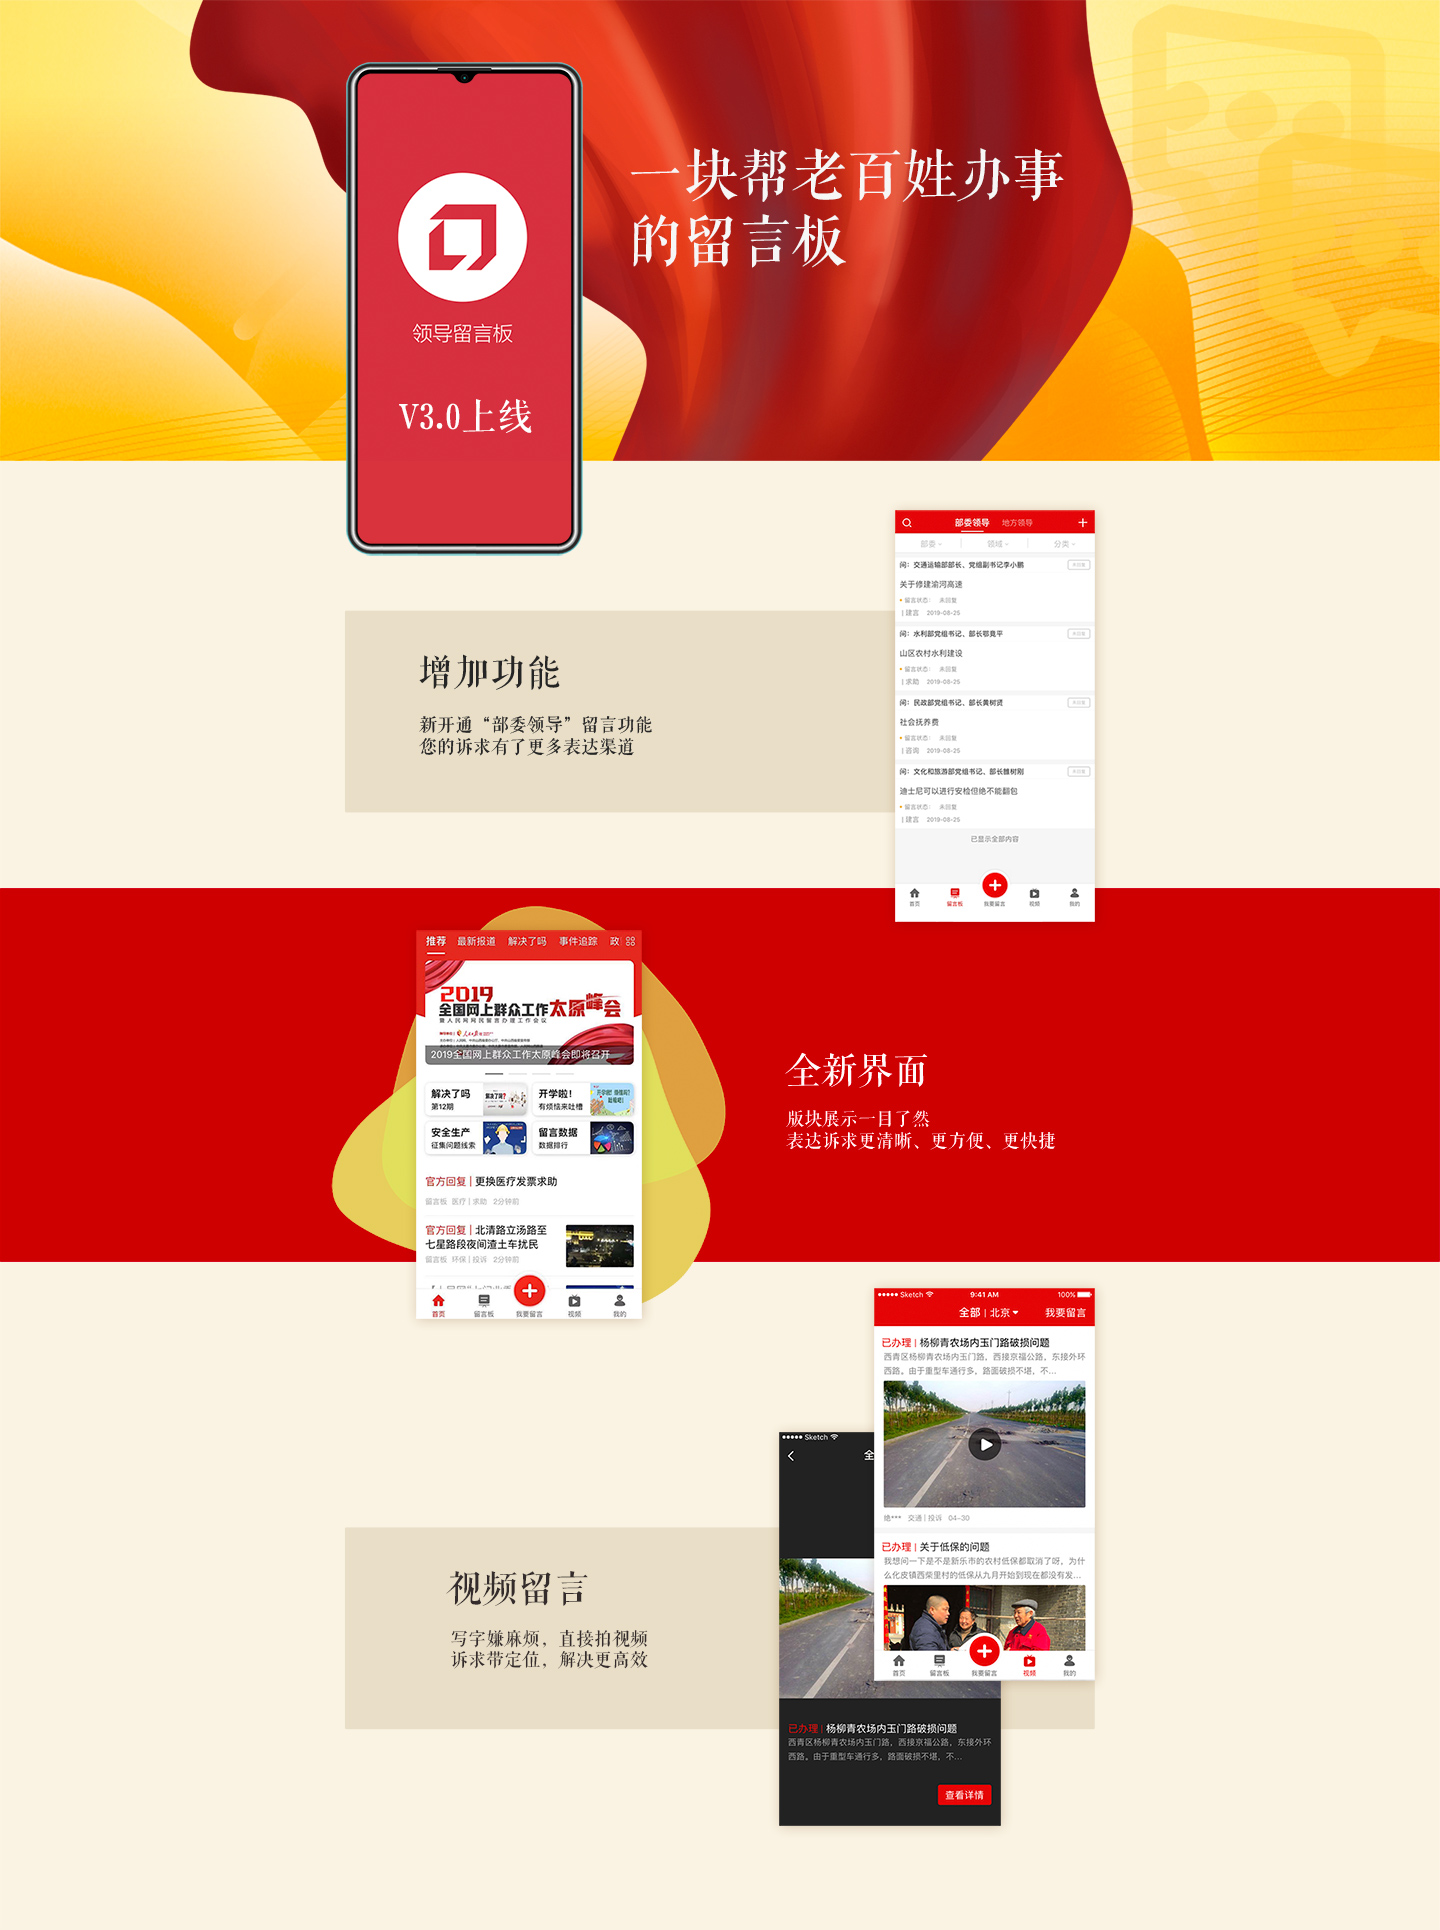 一块帮老百姓办事
的留言板
领导留言板
V3.0上线
部委领导 地方领导
部委 领域 分类
问：交通运输部部长、党组副书记李小鹏 未回复
关于修建渝河高速
留言状态： 未回复
| 建言 2019-08-25
问：水利部党组书记、部长鄂竟平 未回复
山区农村水利建设
留言状态： 未回复
| 求助 2019-08-25
问：民政部党组书记、部长黄树贤 未回复
社会抚养费
留言状态： 未回复
| 咨询 2019-08-25
问：文化和旅游部党组书记、部长雒树刚 未回复
迪士尼可以进行安检但绝不能翻包
留言状态： 未回复
| 建言 2019-08-25
已显示全部内容
首页 留言板 我要留言 视频 我的
增加功能
新开通“部委领导”留言功能
您的诉求有了更多表达渠道
推荐 最新报道 解决了吗 事件追踪 政
2019
全国网上群众工作太原峰会
暨人民网网民留言办理工作会议
2019全国网上群众工作太原峰会即将召开
解决了吗
第12期
开学啦！
有烦恼来吐槽
安全生产
征集问题线索
留言数据
数据排行
官方回复 | 更换医疗发票求助
留言板 医疗 | 求助 2分钟前
官方回复 | 北清路立汤路至
七星路段夜间渣土车扰民
留言板 环保 | 投诉 2分钟前
首页 留言板 我要留言 视频 我的
全新界面
版块展示一目了然
表达诉求更清晰、更方便、更快捷
Sketch 9:41 AM 100%
全部 | 北京 我要留言
已办理 | 杨柳青农场内玉门路破损问题
西青区杨柳青农场内玉门路，西接京福公路，东接外环
西路。由于重型车通行多，路面破损不堪，不...
绝*** 交通 | 投诉 04-30
已办理 | 关于低保的问题
我想问一下是不是新乐市的农村低保都取消了呀，为什
么化皮镇西柴里村的低保从九月开始到现在都没有发...
首页 留言板 我要留言 视频 我的
Sketch
全
已办理 | 杨柳青农场内玉门路破损问题
西青区杨柳青农场内玉门路，西接京福公路，东接外环
西路。由于重型车通行多，路面破损不堪，不...
查看详情
视频留言
写字嫌麻烦，直接拍视频
诉求带定值，解决更高效